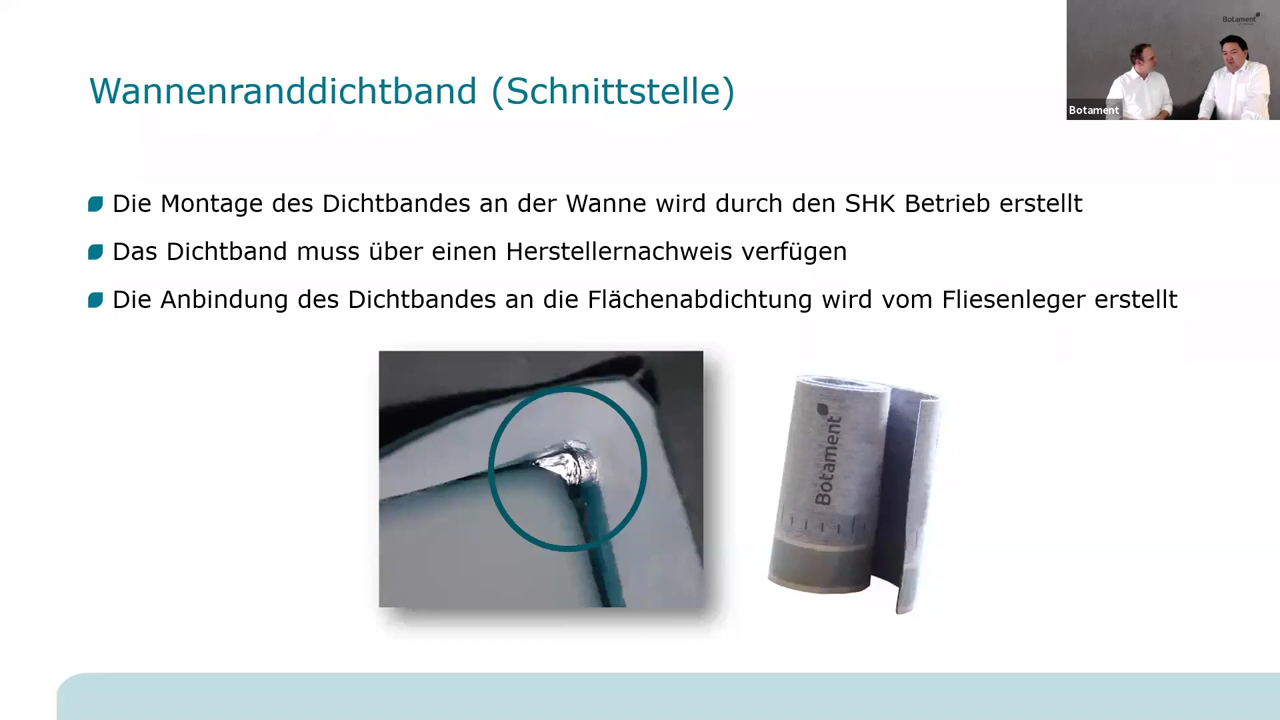 Botament
Botament
Wannenranddichtband (Schnittstelle)
Die Montage des Dichtbandes an der Wanne wird durch den SHK Betrieb erstellt
Das Dichtband muss über einen Herstellernachweis verfügen
Die Anbindung des Dichtbandes an die Flächenabdichtung wird vom Fliesenleger erstellt
Botament